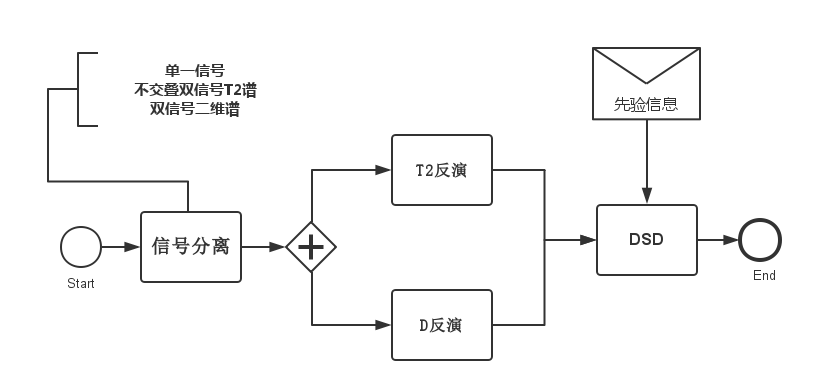 单一信号
不交叠双信号T2谱
双信号二维谱
先验信息
T2反演
信号分离
DSD
Start
End
D反演